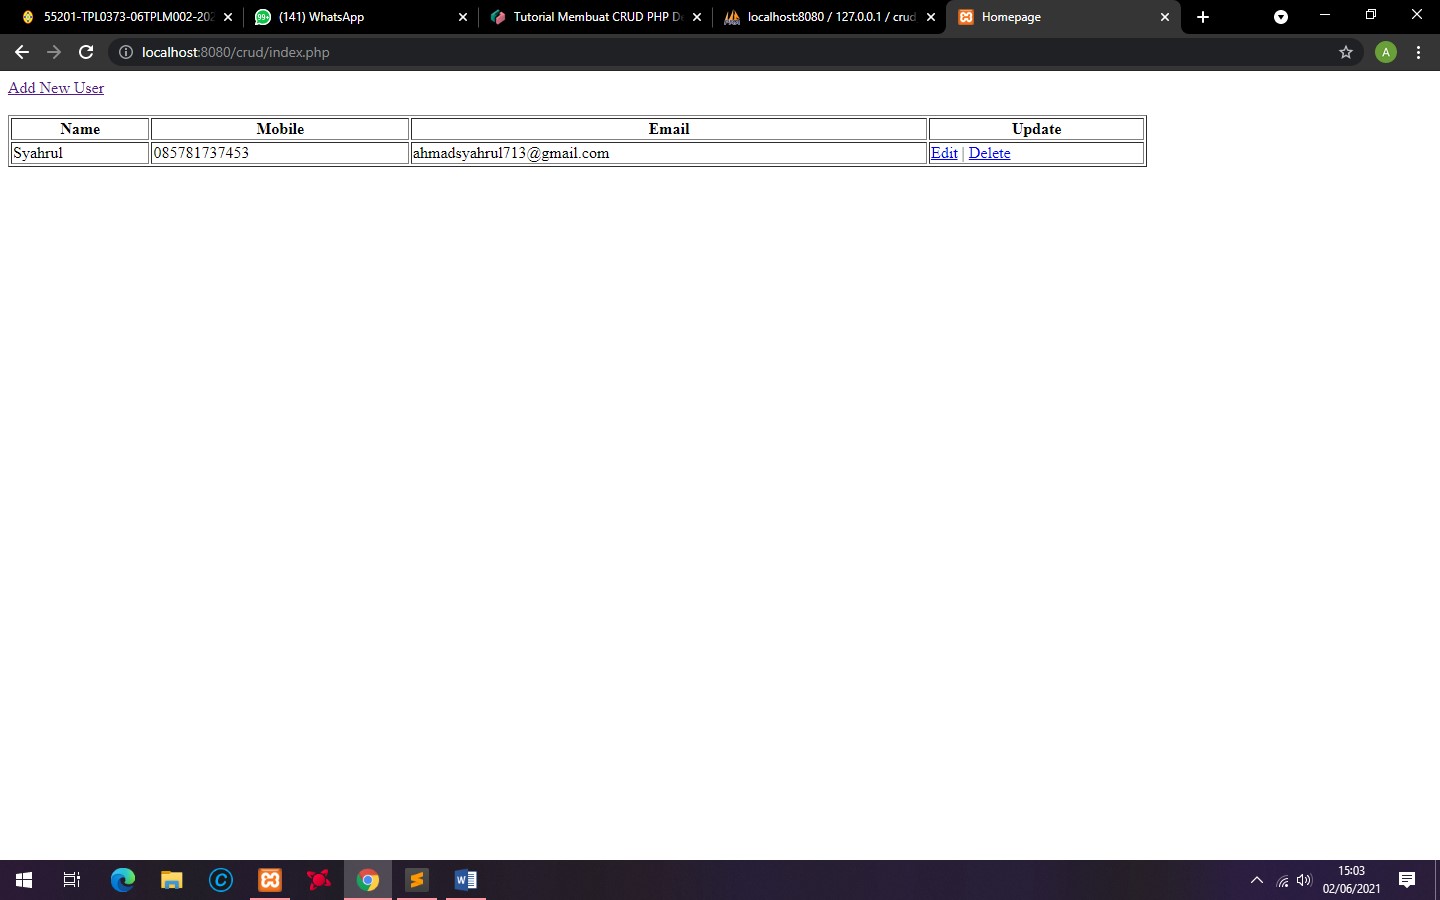 55201-TPL0373-06TPLM002-202
(141) WhatsApp
Tutorial Membuat CRUD PHP De
localhost:8080 / 127.0.0.1 / crud
Homepage
localhost:8080/crud/index.php
A
Add New User
Name Mobile Email Update
Syahrul 085781737453 ahmadsyahrul713@gmail.com Edit | Delete
15:03
02/06/2021